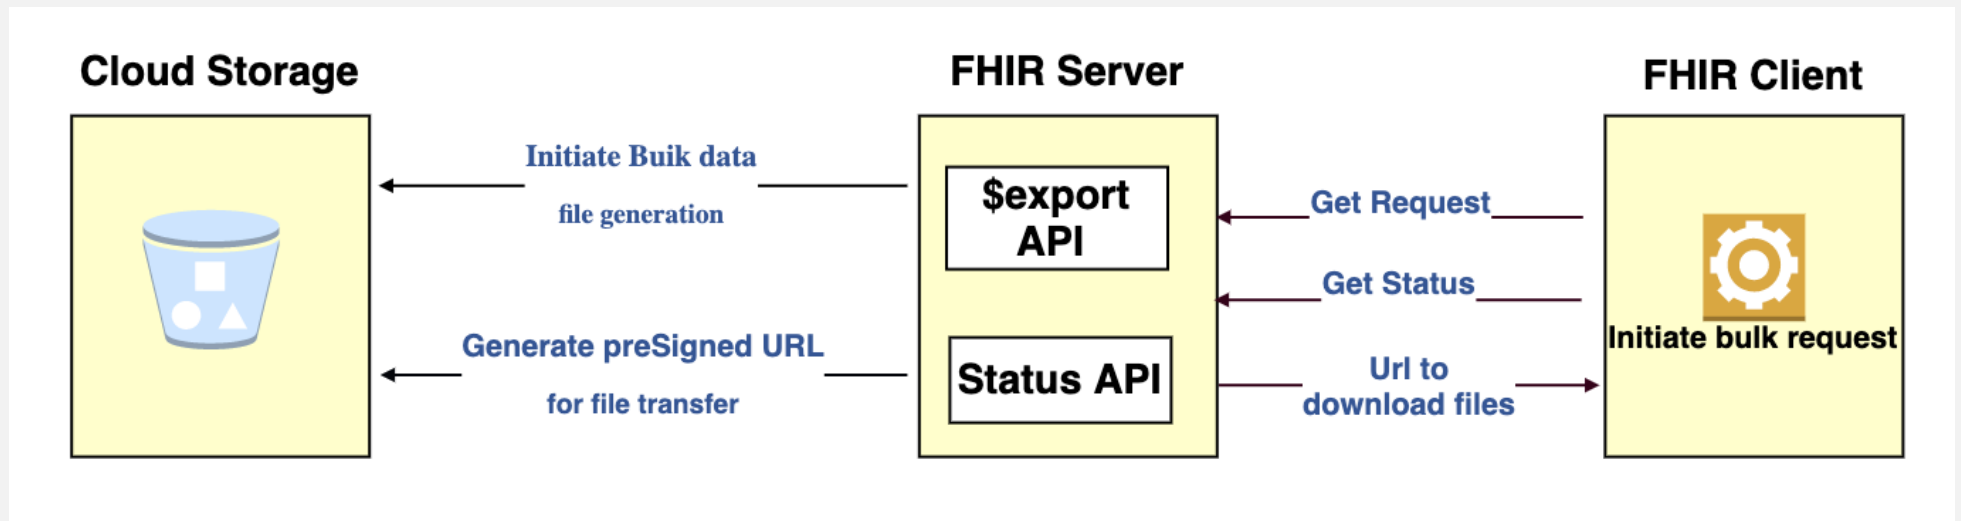 Cloud Storage
FHIR Server
FHIR Client
Initiate Buik data
file generation
$export
API
Get Request
Get Status
Initiate bulk request
Generate preSigned URL
for file transfer
Status API
Url to
download files